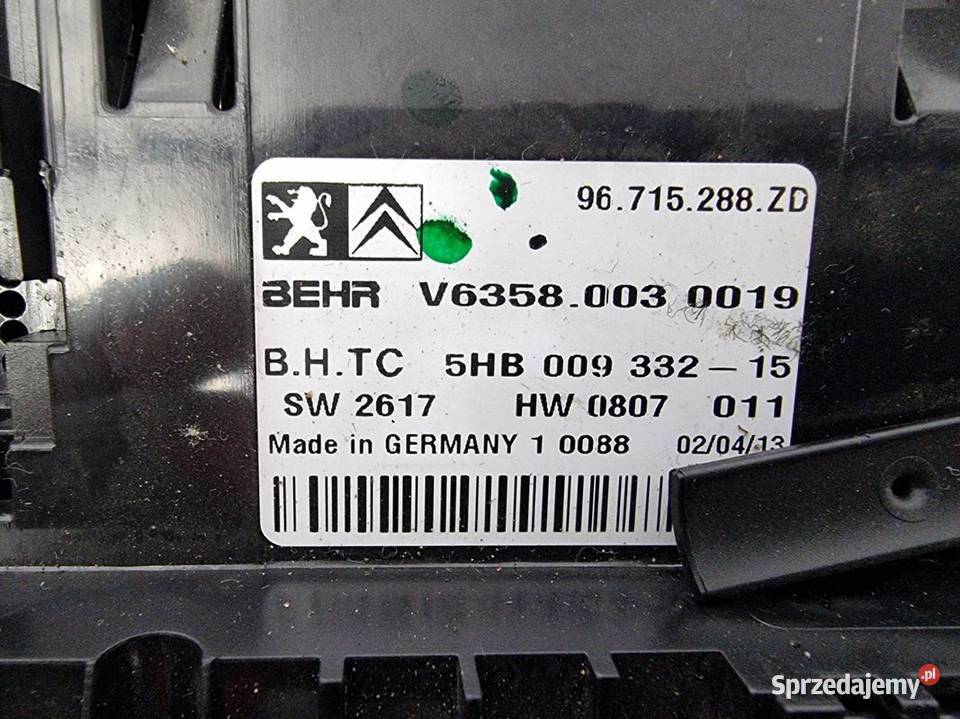 96.715.288.ZD
BEHR V6358.003 0019
B.H.TC 5HB 009 332-15
SW 2617 HW 0807 011
Made in GERMANY 1 0088 02/04/13
Sprzedajemy.pl